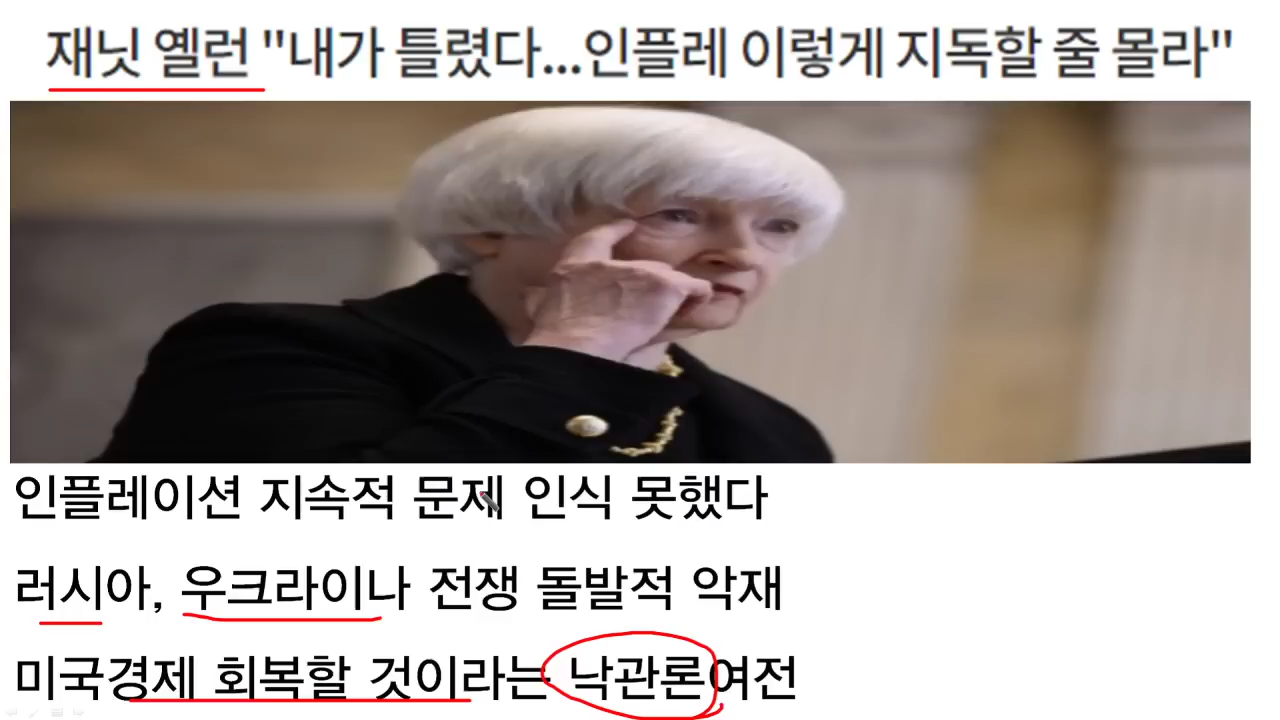 재닛 옐런 "내가 틀렸다...인플레 이렇게 지독할 줄 몰라"
인플레이션 지속적 문제 인식 못했다
러시아, 우크라이나 전쟁 돌발적 악재
미국경제 회복할 것이라는 낙관론여전